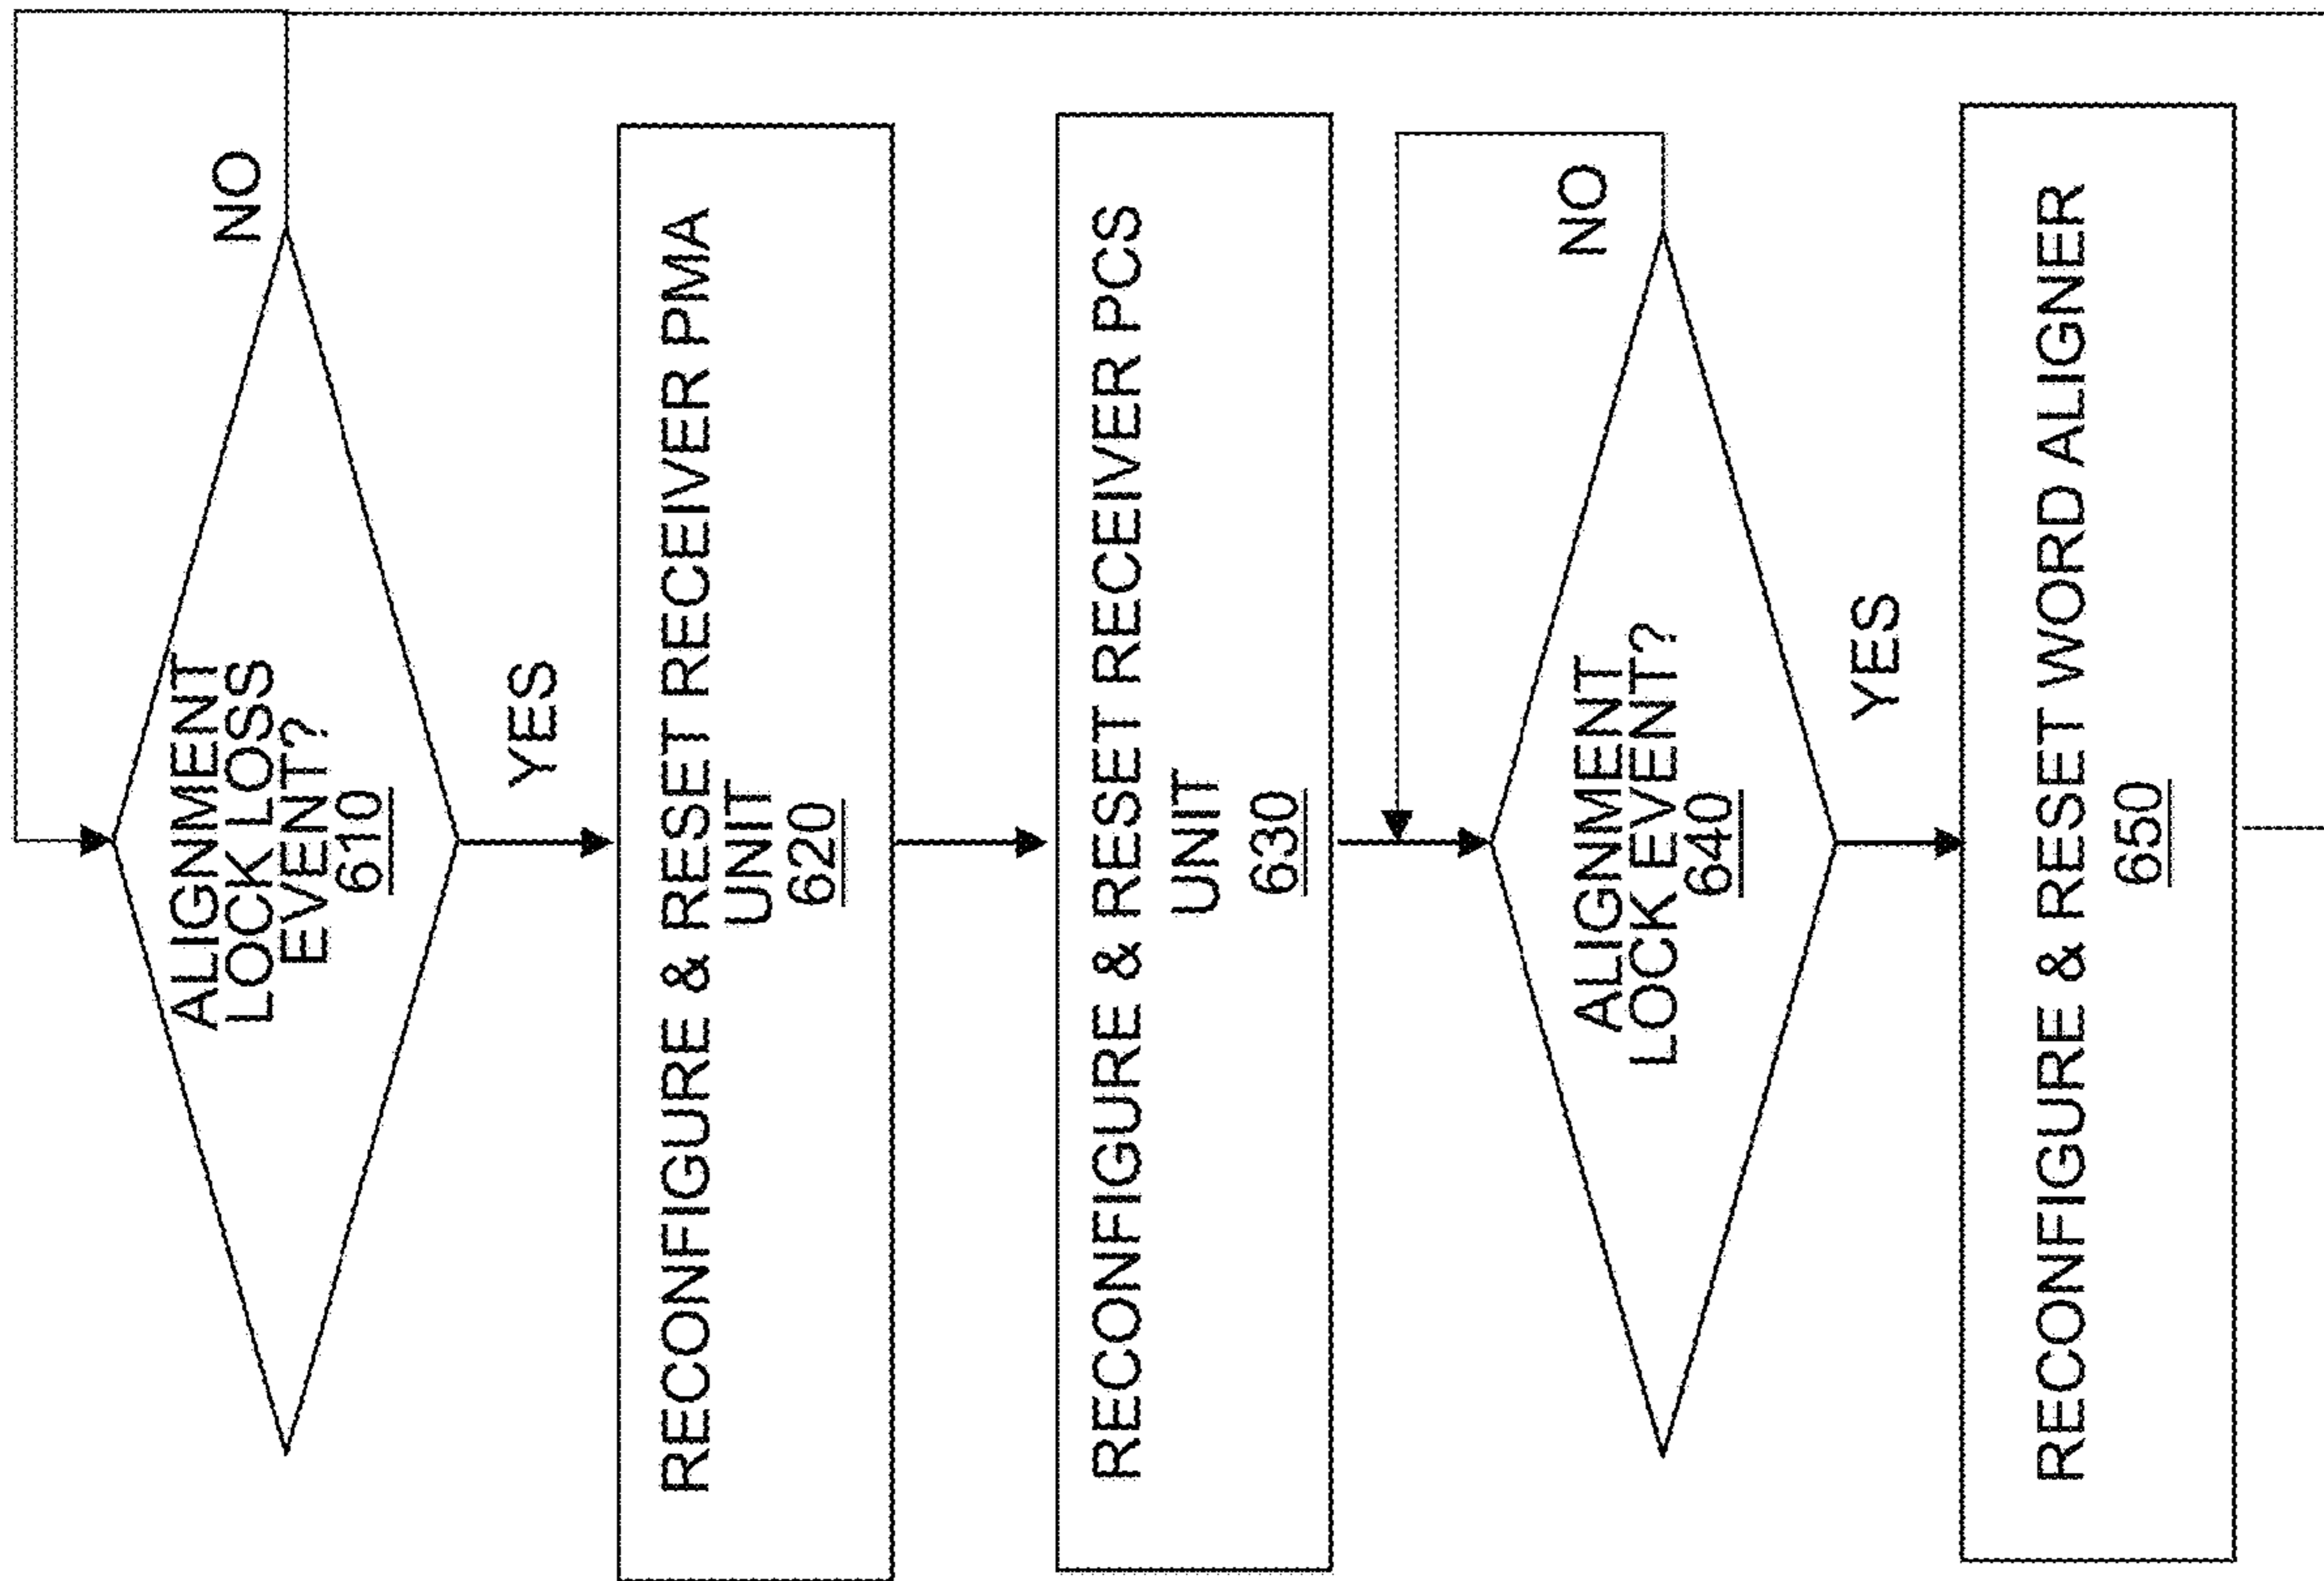 ALIGNMENT
LOCK LOSS
EVENT?
610
NO
YES
RECONFIGURE & RESET RECEIVER PMA
UNIT
620
RECONFIGURE & RESET RECEIVER PCS
UNIT
630
ALIGNMENT
LOCK EVENT?
640
NO
YES
RECONFIGURE & RESET WORD ALIGNER
650